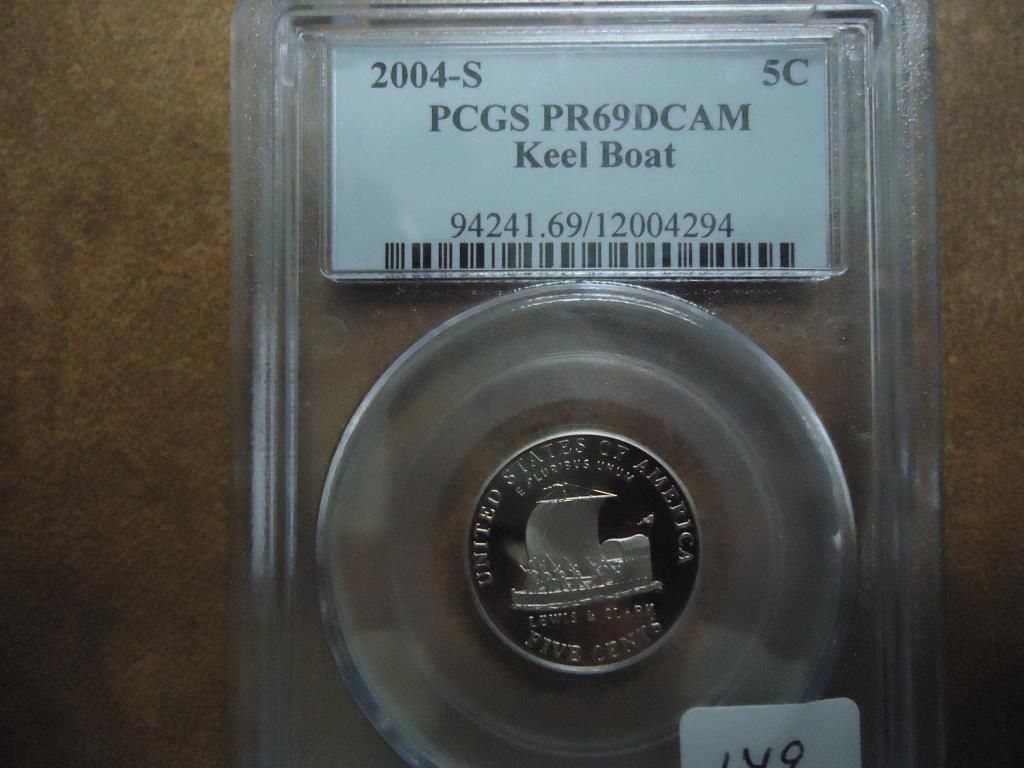 2004-S 5C
PCGS PR69DCAM
Keel Boat
94241.69/12004294
UNITED STATES OF AMERICA
E PLURIBUS UNUM
LEWIS & CLARK
FIVE CENTS
149